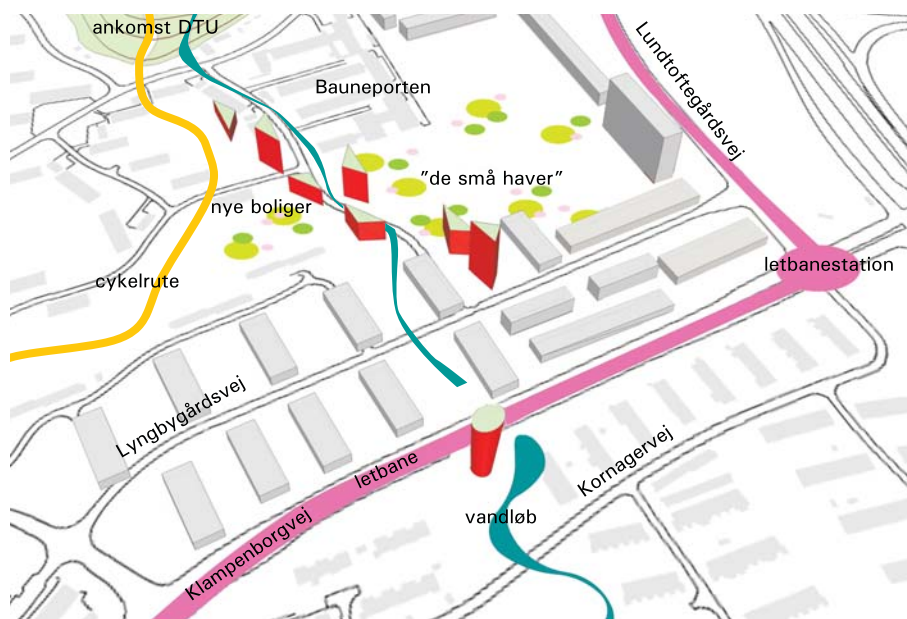 ankomst DTU
Lundtoftegårdsvej
Bauneporten
"de små haver"
nye boliger
letbanestation
cykelrute
Lyngbygårdsvej
Kornagervej
letbane
vandløb
Klampenborgvej